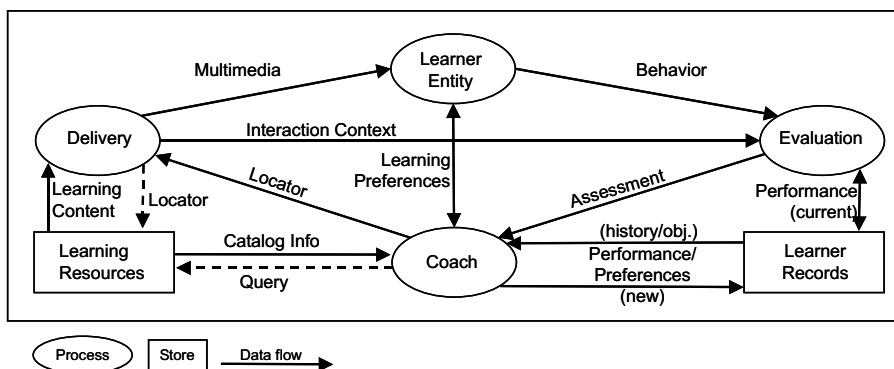 Learner
Entity
Multimedia
Behavior
Delivery
Interaction Context
Evaluation
Learning
Preferences
Locator
Assessment
Learning
Content
Locator
Performance
(current)
Learning
Resources
Catalog Info
Query
Coach
(history/obj.)
Performance/
Preferences
(new)
Learner
Records
Process
Store
Data flow